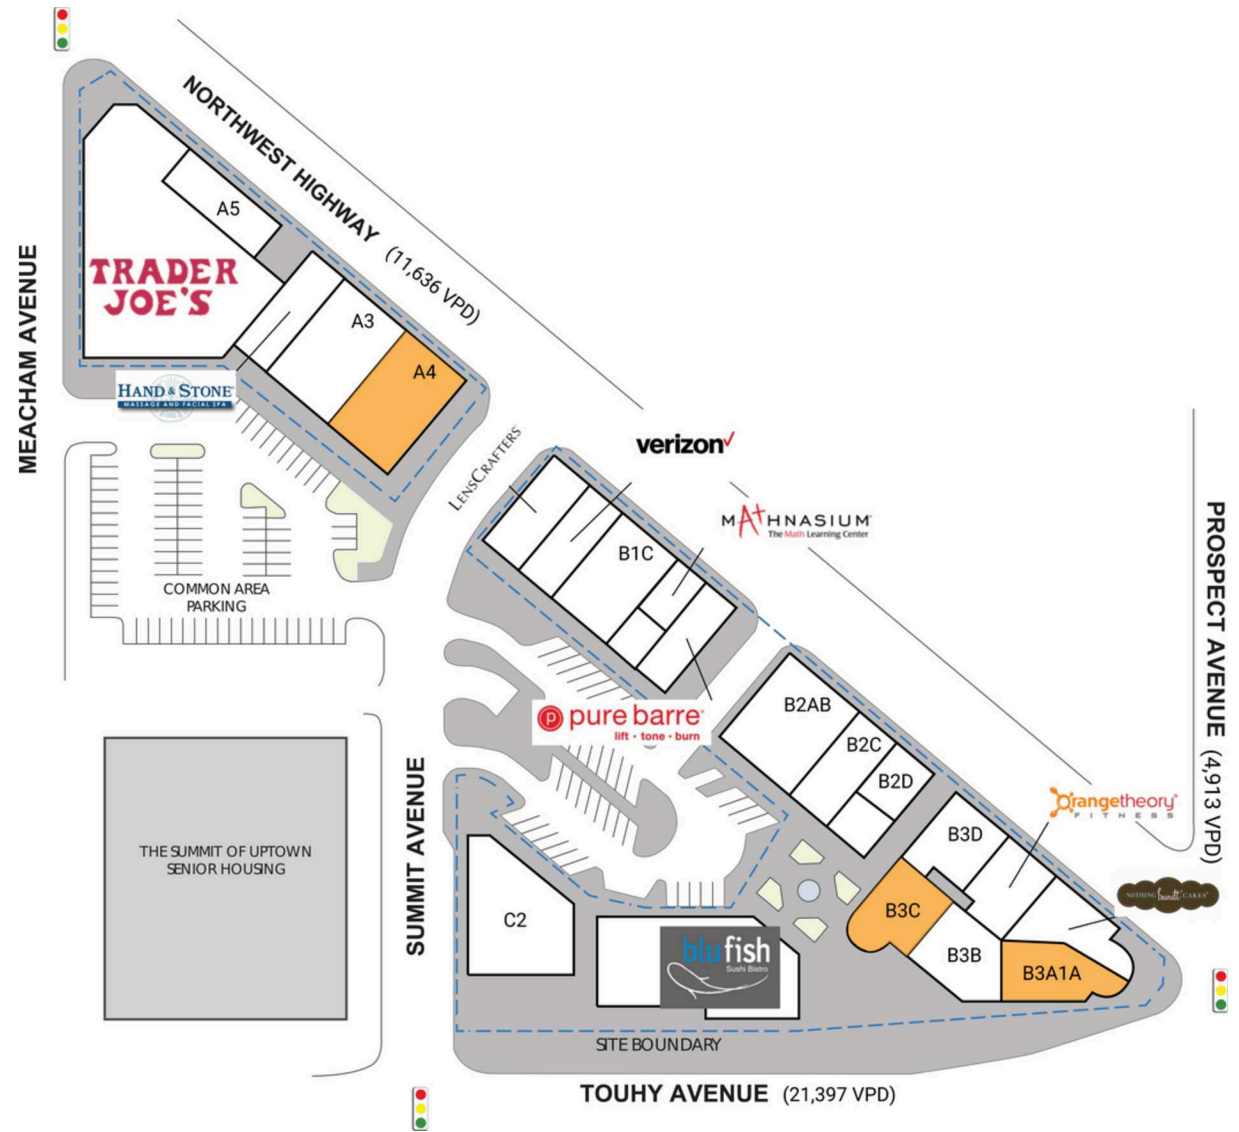 NORTHWEST HIGHWAY (11,636 VPD)
MEACHAM AVENUE
A5
TRADER
JOE'S
A3
A4
HAND & STONE
MASSAGE AND FACIAL SPA
LENSCRAFTERS
verizon
MATHNASIUM
The Math Learning Center
B1C
COMMON AREA
PARKING
PROSPECT AVENUE (4,913 VPD)
p pure barre
lift • tone • burn
B2AB
B2C
B2D
orangetheory
FITNESS
B3D
THE SUMMIT OF UPTOWN
SENIOR HOUSING
SUMMIT AVENUE
NOTHING bundt CAKES
C2
B3C
blufish
Sushi Bistro
B3B
B3A1A
SITE BOUNDARY
TOUHY AVENUE (21,397 VPD)